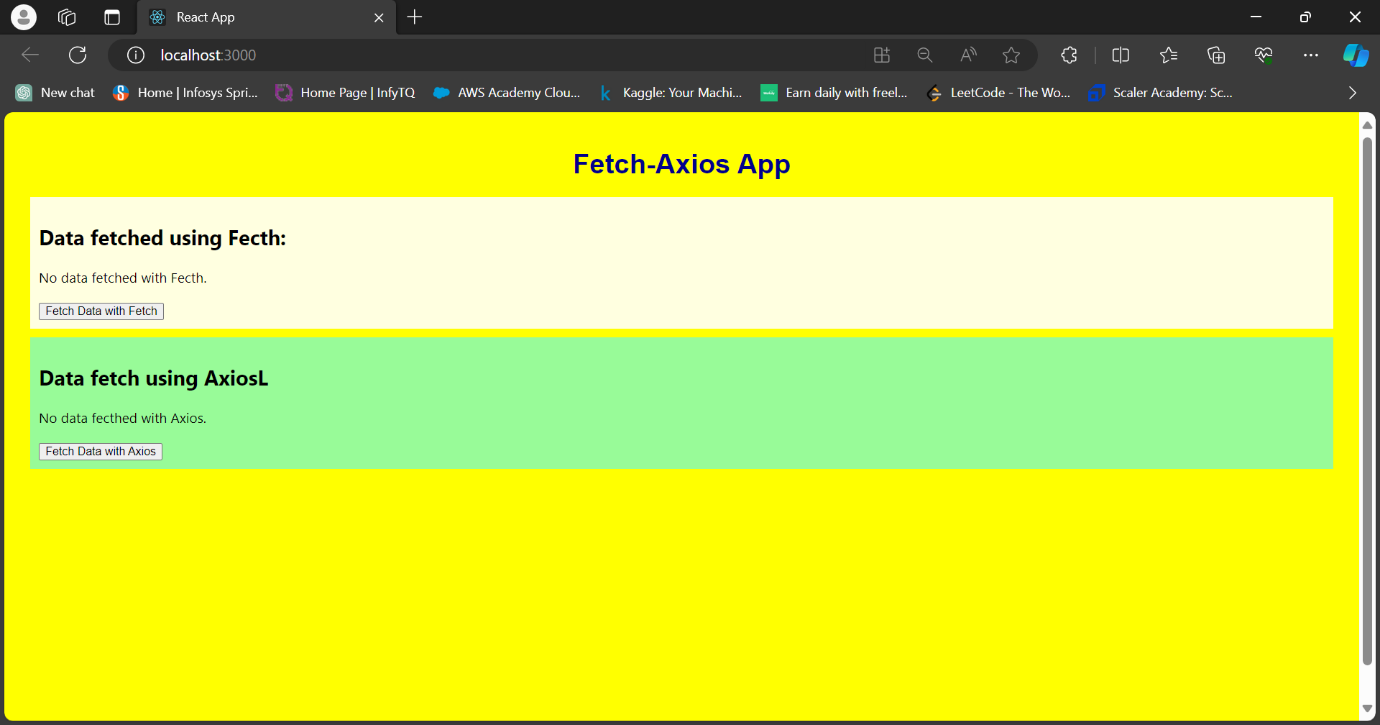 React App
localhost:3000
New chat
Home | Infosys Spri...
Home Page | InfyTQ
AWS Academy Clou...
Kaggle: Your Machi...
Earn daily with freel...
LeetCode - The Wo...
Scaler Academy: Sc...
Fetch-Axios App
Data fetched using Fecth:
No data fetched with Fecth.
Fetch Data with Fetch
Data fetch using AxiosL
No data fecthed with Axios.
Fetch Data with Axios